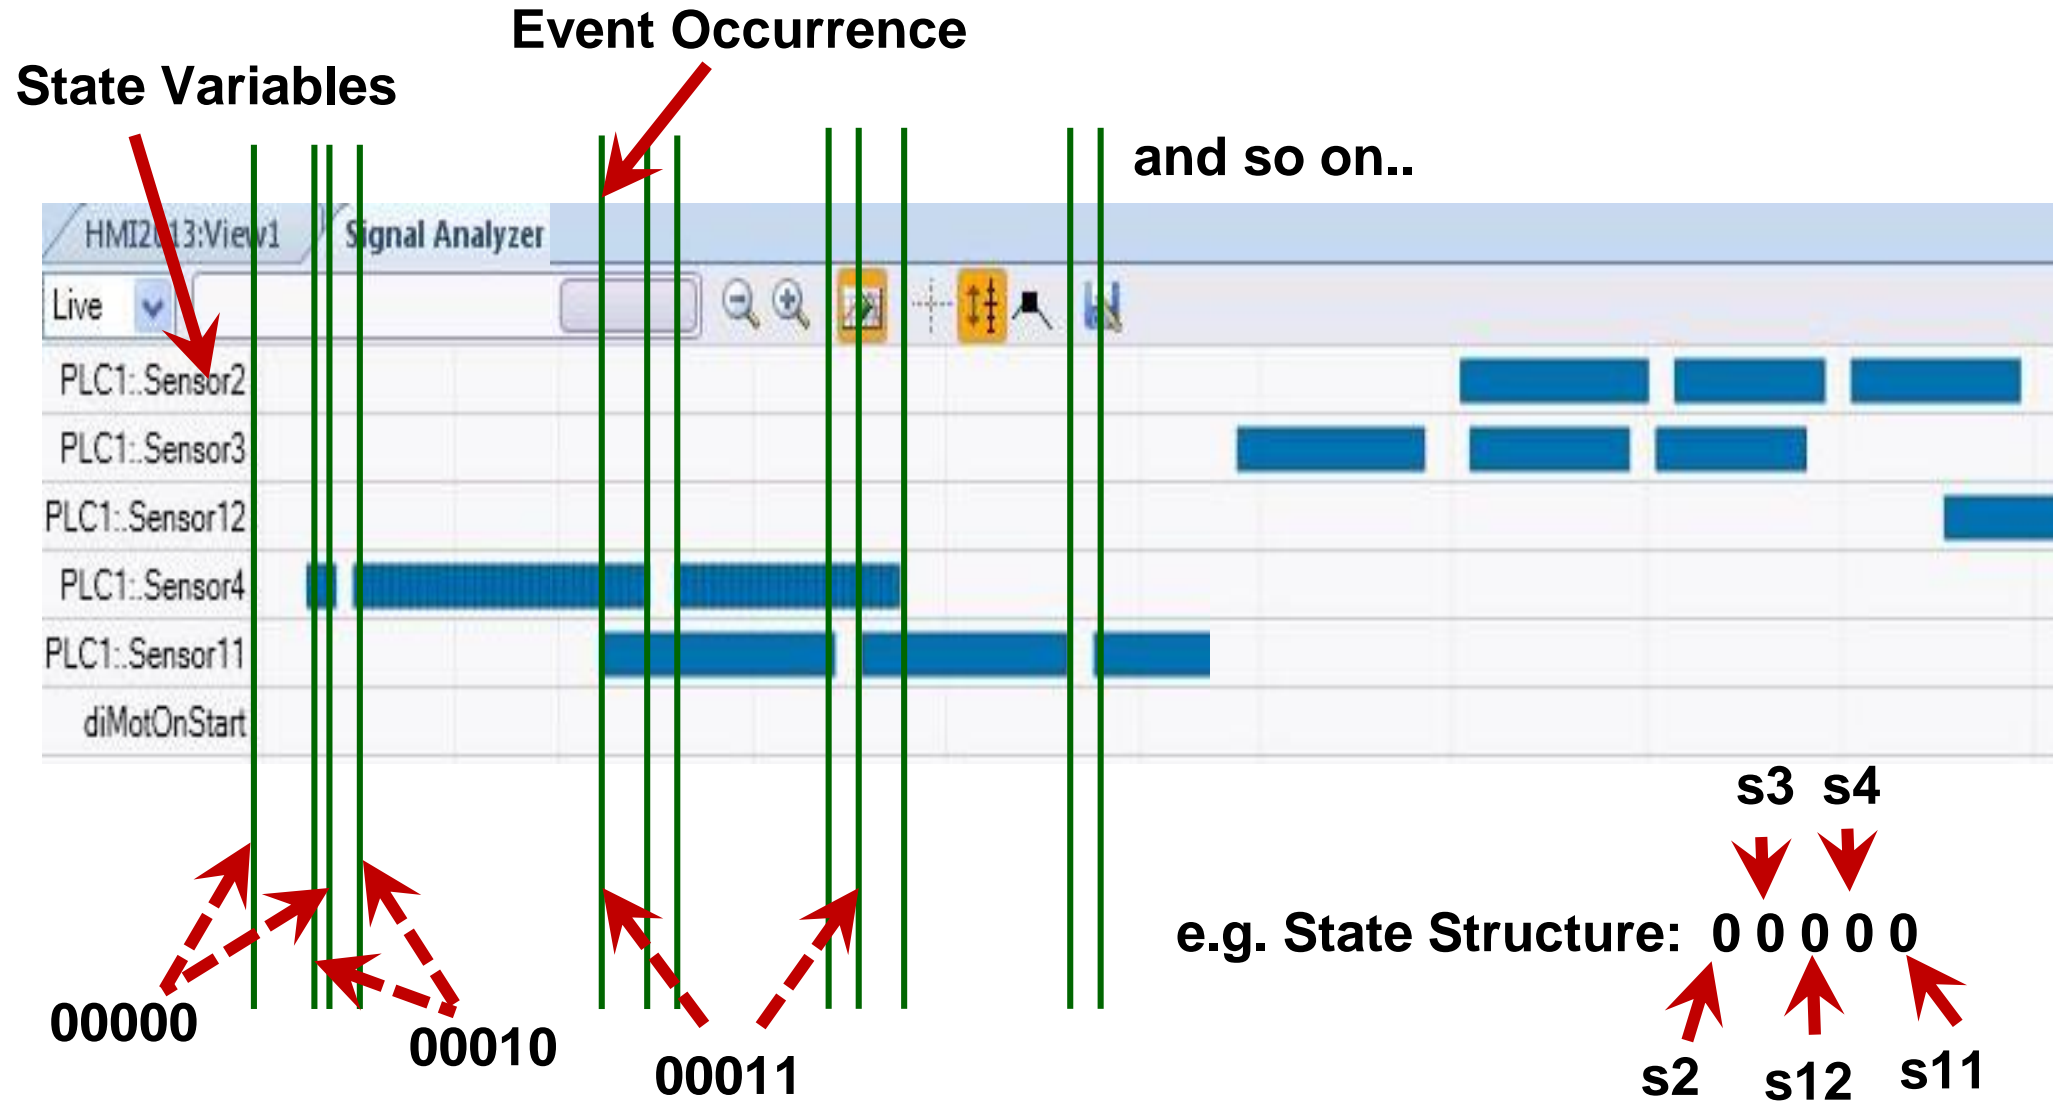 Event Occurrence
State Variables
and so on..
HMI2013:View1
Signal Analyzer
Live
PLC1:.Sensor2
PLC1:.Sensor3
PLC1:.Sensor12
PLC1:.Sensor4
PLC1:.Sensor11
diMotOnStart
s3 s4
e.g. State Structure: 0 0 0 0 0
00000
00010
00011
s2
s12
s11